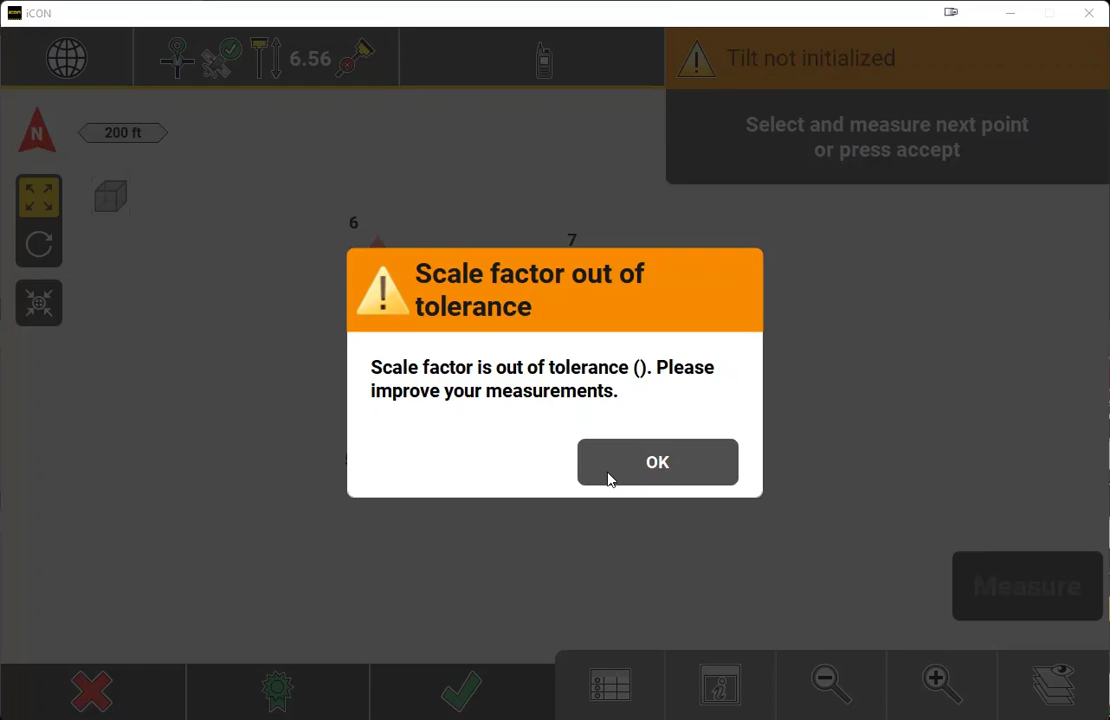 iCON
6.56
Tilt not initialized
N
200 ft
Select and measure next point
or press accept
6
7
Scale factor out of
tolerance
Scale factor is out of tolerance (). Please
improve your measurements.
OK
Measure